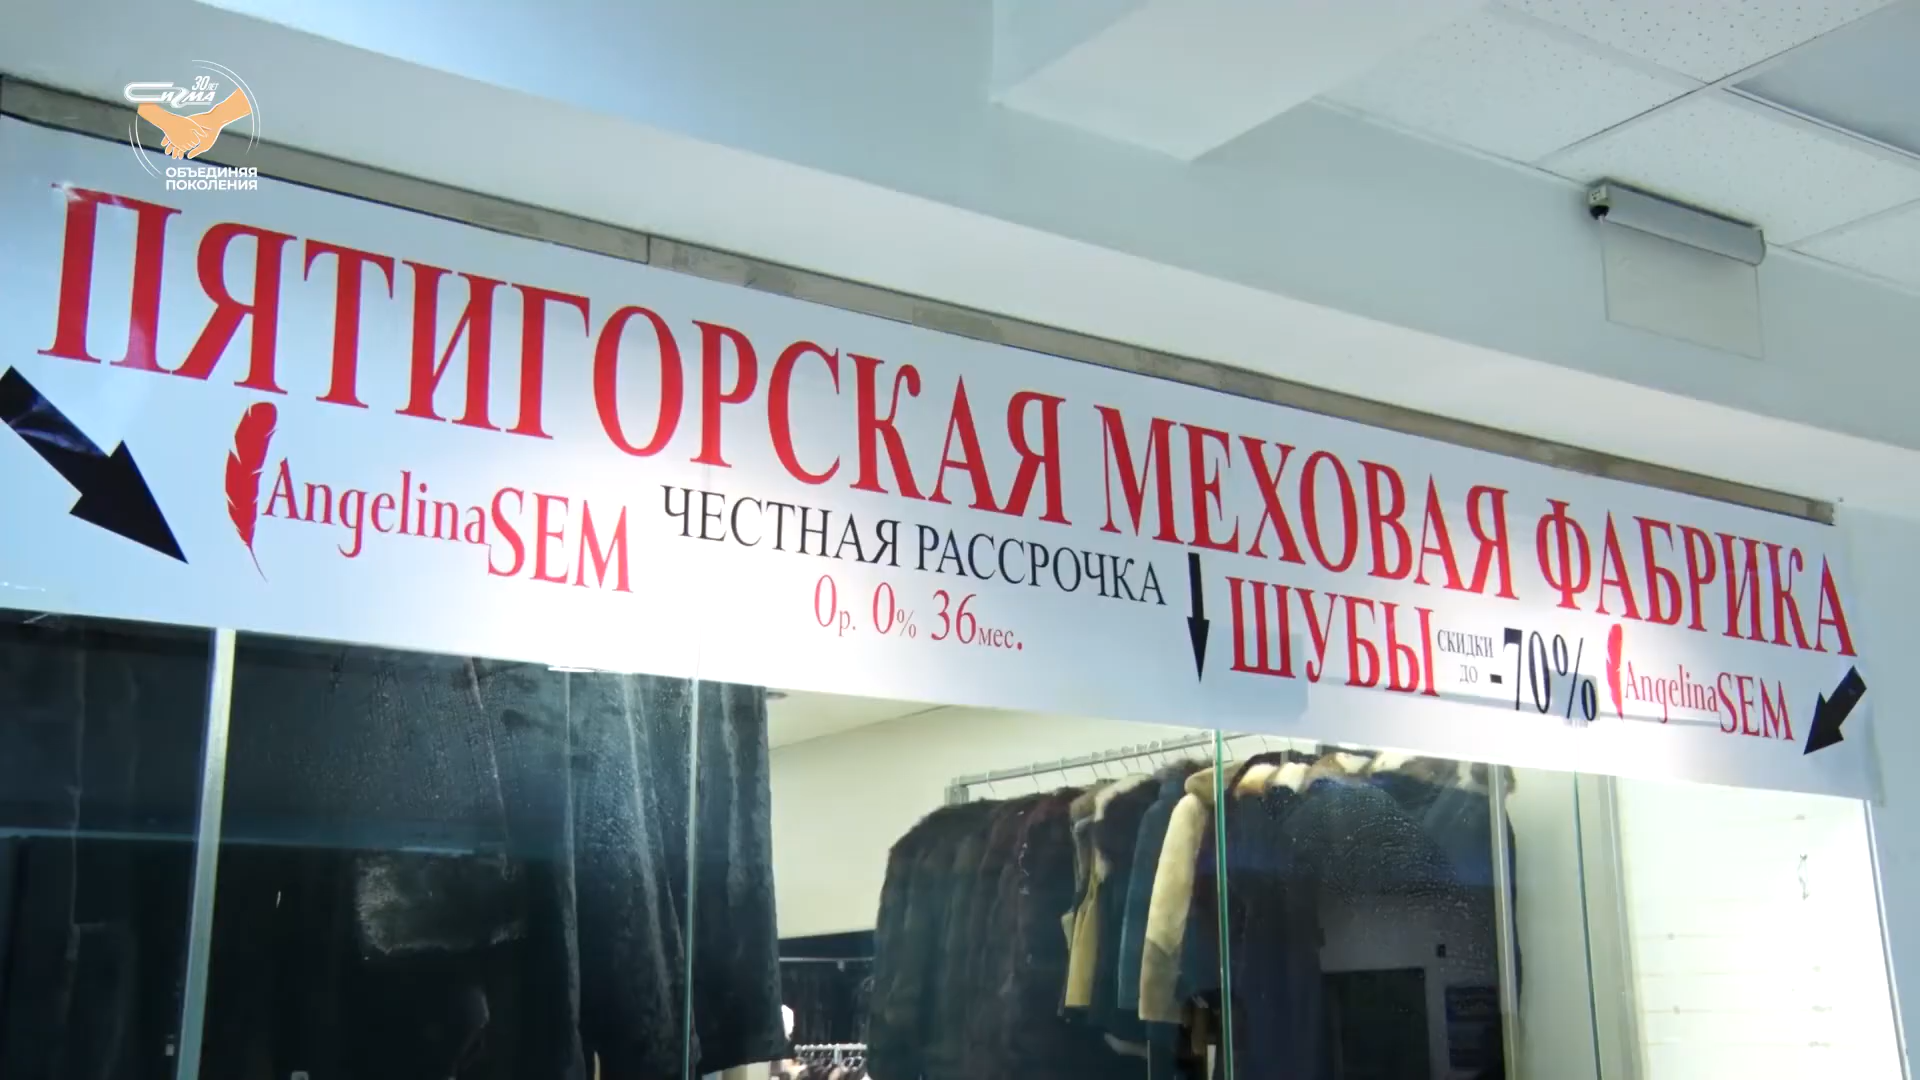 30 ЛЕТ
СИГМА
ОБЪЕДИНЯЯ
ПОКОЛЕНИЯ
ПЯТИГОРСКАЯ МЕХОВАЯ ФАБРИКА
AngelinaSEM
ЧЕСТНАЯ РАССРОЧКА
0р. 0% 36мес.
ШУБЫ СКИДКИ ДО -70% AngelinaSEM